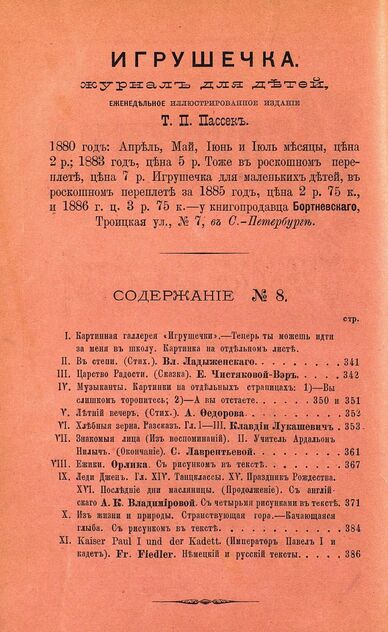 ИГРУШЕЧКА.
журналъ для дѣтей,
ЕЖЕНЕДѢЛЬНОЕ ИЛЛЮСТРИРОВАННОЕ ИЗДАНІЕ
Т. П. Пассекъ.
1880 годъ: Апрѣль, Май, Іюнь и Іюль мѣсяцы, цѣна
2 р.; 1883 годъ, цѣна 5 р. Тоже въ роскошном пере-
плетѣ, цѣна 7 р. Игрушечка для маленькихъ дѣтей, въ
роскошном переплетѣ за 1885 годъ, цѣна 2 р. 75 к.,
и 1886 г. ц. 3 р. 75 к.—у книгопродавца Бортневскаго,
Троицкая ул., № 7, въ С.-Петербургѣ.
СОДЕРЖАНІЕ № 8.
стр.
I. Картинная галлерея «Игрушечки».—Теперь ты можешь идти
за меня въ школу. Картинка на отдѣльномъ листѣ.
II. Въ степи. (Стих.). Вл. Ладыженскаго. 341
III. Царство Радости. (Сказка). Е. Чистяковой-Вэръ. 342
IV. Музыканты. Картинки на отдѣльныхъ страницахъ: 1)—Вы
слишкомъ торопитесь; 2)—А вы отстаете. 350 и 351
V. Лѣтній вечеръ. (Стих.). А. Ѳедорова. 352
VI. Хлѣбныя зерна. Разсказъ. Гл. I—III. Клавдіи Лукашевичъ. 353
VII. Знакомыя лица (Изъ воспоминаній). II. Учитель Ардальонъ
Нилычъ. (Окончаніе). С. Лаврентьевой. 361
VIII. Ежики. Орлика. Съ рисункомъ въ текстѣ. 367
IX. Леди Джен. Гл. XIV. Танцклассы. XV. Праздникъ Рождества.
XVI. Послѣдніе дни масляницы. (Продолженіе). Съ англій-
скаго А. К. Владиміровой. Съ четырьмя рисунками въ текстѣ. 371
X. Изъ жизни и природы. Странствующая гора.—Качающаяся
глыба. Съ рисункомъ въ текстѣ. 384
XI. Kaiser Paul I und der Kadett. (Императоръ Павелъ I и
кадетъ). Fr. Fiedler. Нѣмецкій и русскій тексты. 386